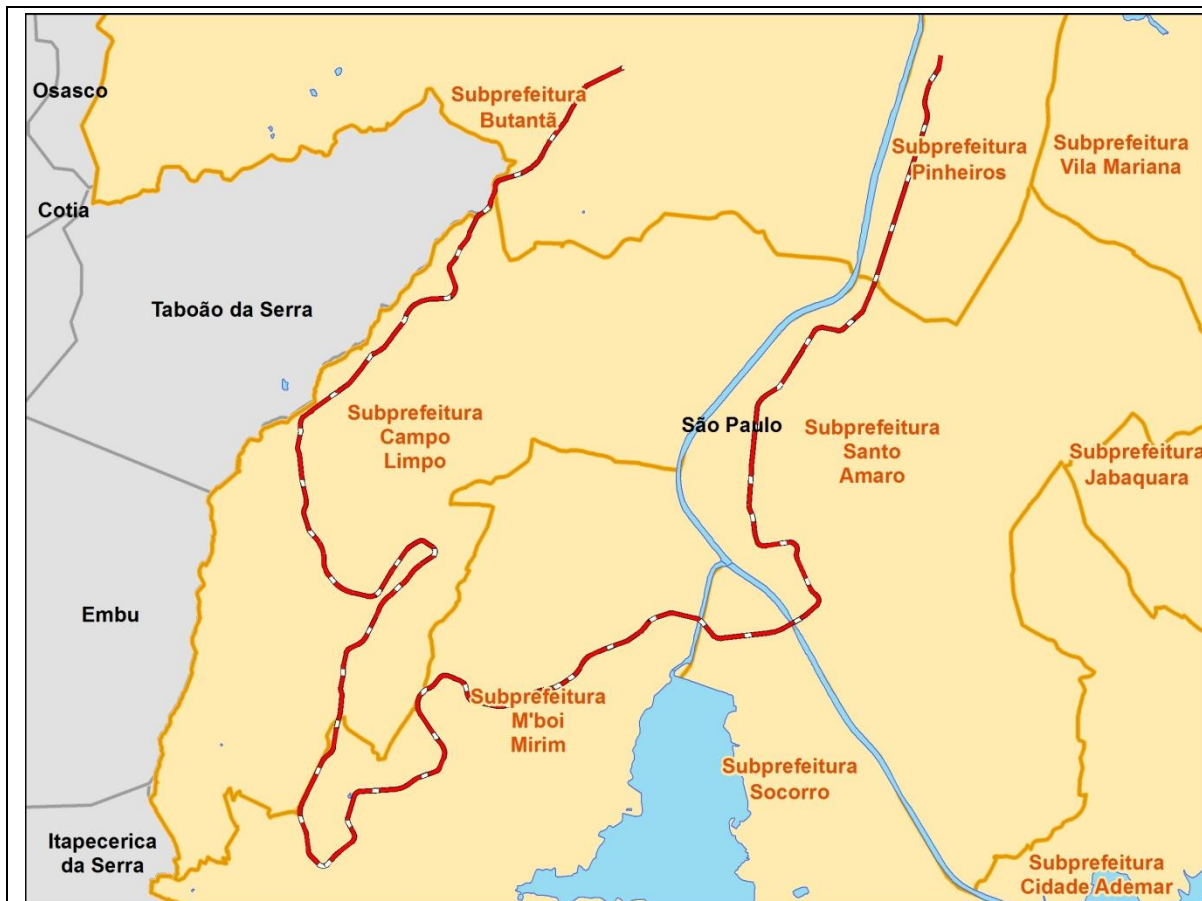 Osasco
Subprefeitura
Butantã
Subprefeitura
Pinheiros
Subprefeitura
Vila Mariana
Cotia
Taboão da Serra
Subprefeitura
Campo
Limpo
São Paulo
Subprefeitura
Santo
Amaro
Subprefeitura
Jabaquara
Embu
Subprefeitura
M'boi
Mirim
Subprefeitura
Socorro
Itapecerica
da Serra
Subprefeitura
Cidade Ademar